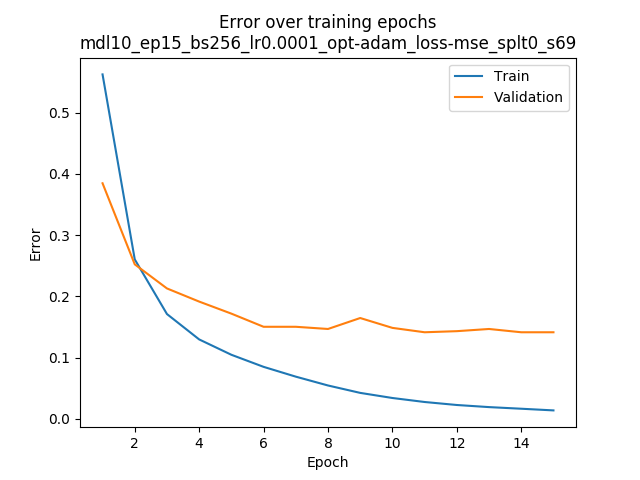 Error over training epochs
mdl10_ep15_bs256_lr0.0001_opt-adam_loss-mse_splt0_s69
Train
Validation
Error
0.5
0.4
0.3
0.2
0.1
0.0
2 4 6 8 10 12 14
Epoch